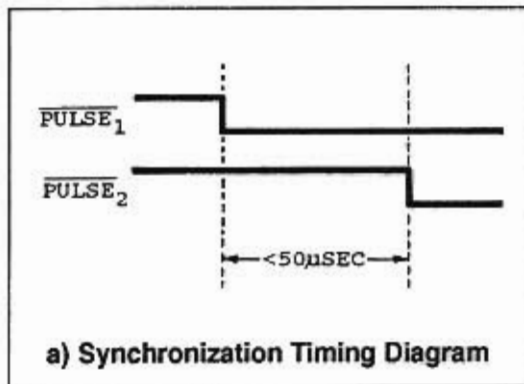 PULSE1
PULSE2
<50µSEC
a) Synchronization Timing Diagram